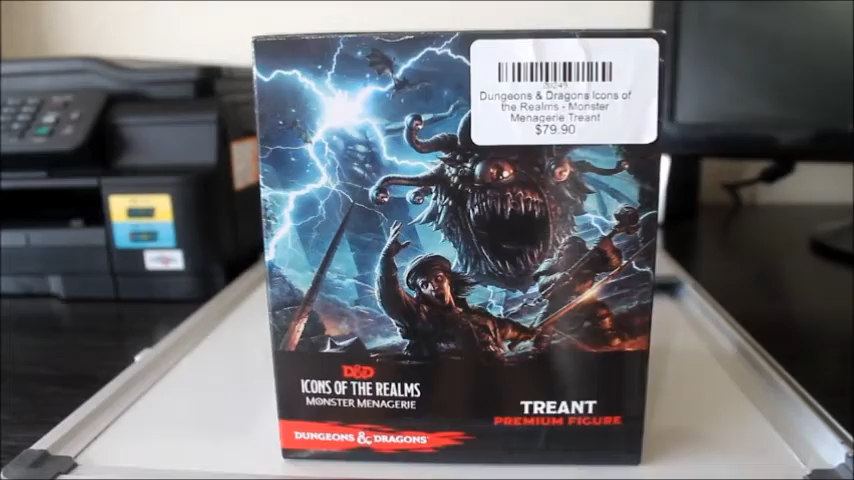 Dungeons & Dragons Icons of
the Realms - Monster
Menagerie Treant
$79.90
D&D
ICONS OF THE REALMS
MONSTER MENAGERIE
TREANT
PREMIUM FIGURE
DUNGEONS & DRAGONS